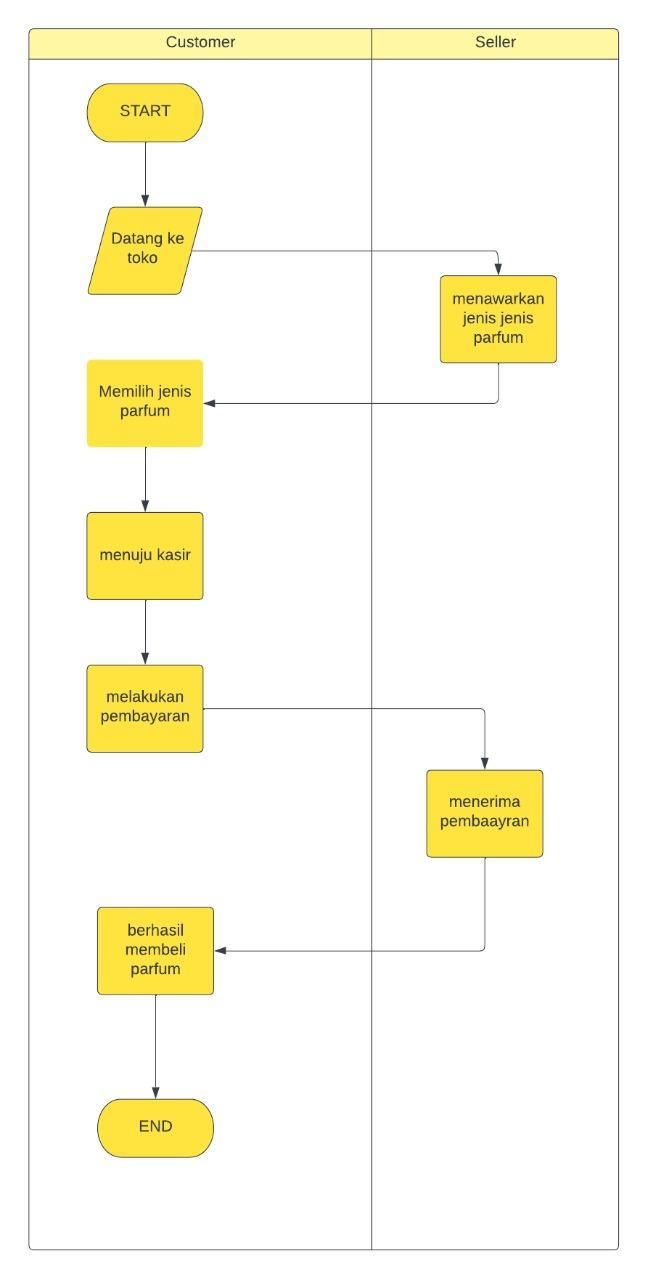 Customer
Seller
START
Datang ke
toko
menawarkan
jenis jenis
parfum
Memilih jenis
parfum
menuju kasir
melakukan
pembayaran
menerima
pembaayran
berhasil
membeli
parfum
END